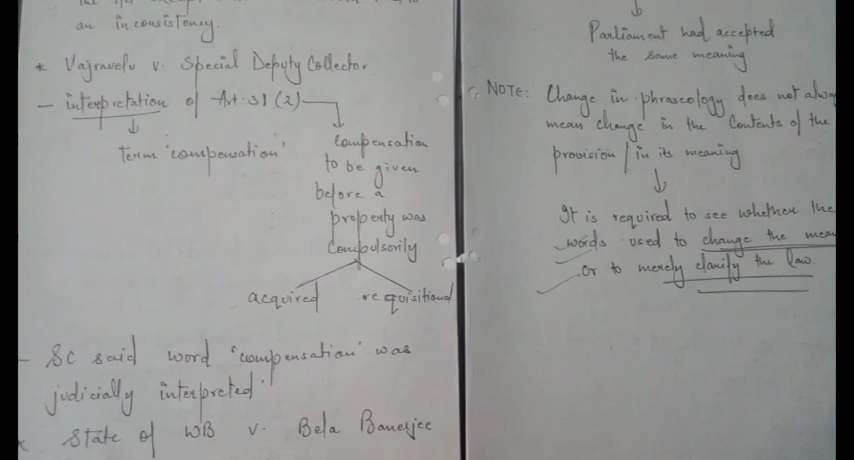 an inconsistency.
* Vajravelu v. Special Deputy Collector
- interpretation of Art. 31 (2)
term 'compensation'
compensation
to be given
before a
property was
compulsorily
acquired requisitioned
- SC said word 'compensation' was
judicially interpreted'
State of WB v. Bela Banerjee
Parliament had accepted
the same meaning
NOTE: Change in phraseology does not alwa
mean change in the contents of the
provision / in its meaning
It is required to see whether the
words used to change the mea
or to merely clarify the law.